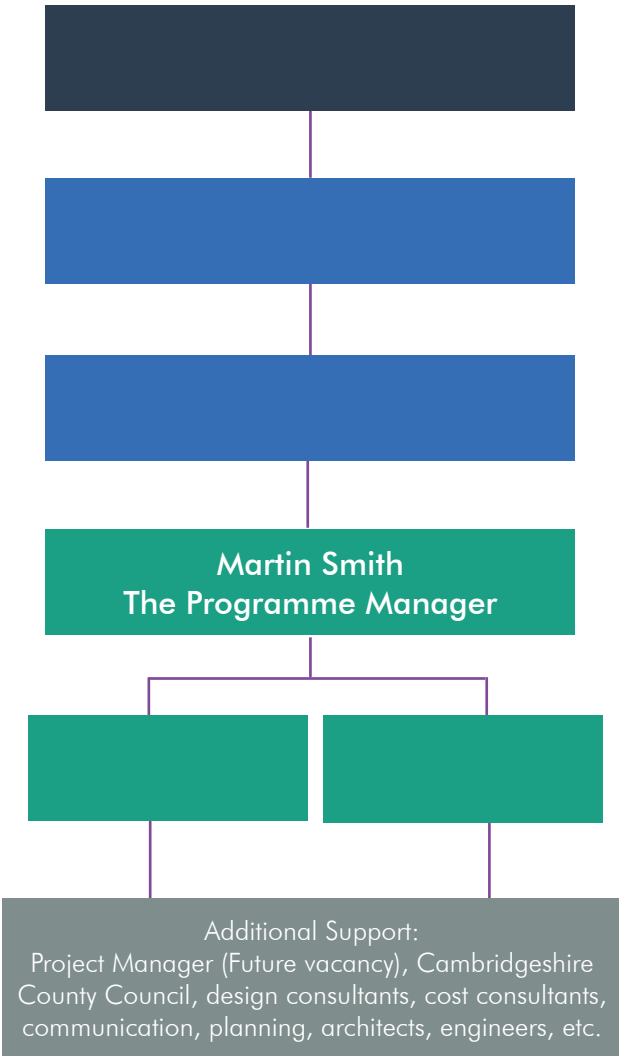 Martin Smith
The Programme Manager
Additional Support:
Project Manager (Future vacancy), Cambridgeshire
County Council, design consultants, cost consultants,
communication, planning, architects, engineers, etc.